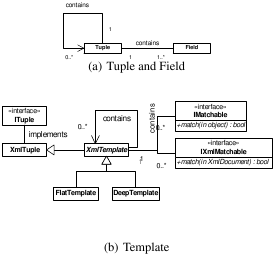 contains
1
contains
Tuple
Field
0..*
1
1..*
(a) Tuple and Field
«interface»
ITuple
implements
XmlTuple
0..*
contains
XmlTemplate
contains
0..*
«interface»
IMatchable
+match(in object) : bool
«interface»
IXmlMatchable
+match(in XmlDocument) : bool
1
0..*
FlatTemplate
DeepTemplate
(b) Template